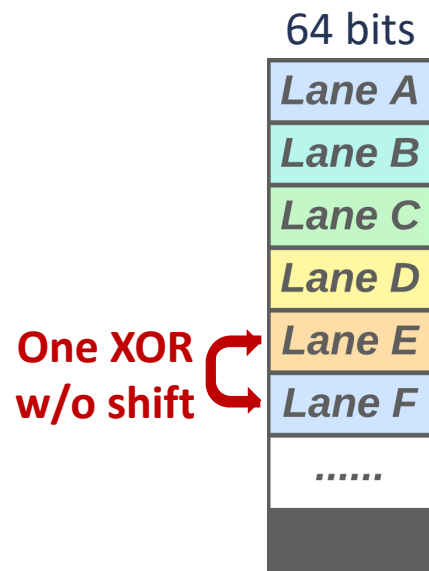 64 bits
Lane A
Lane B
Lane C
Lane D
One XOR
w/o shift
Lane E
Lane F
......